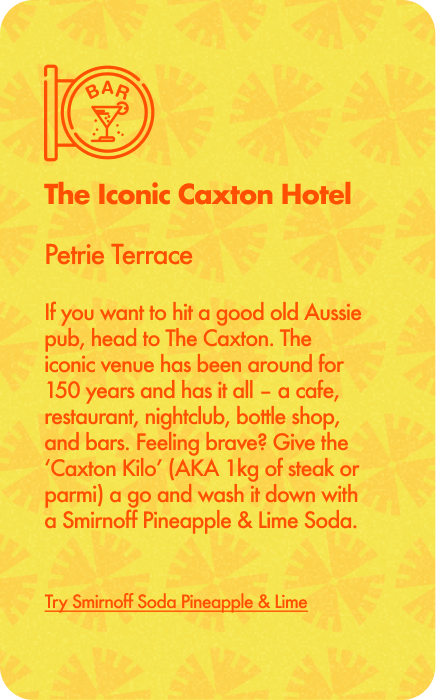 BAR
The Iconic Caxton Hotel
Petrie Terrace
If you want to hit a good old Aussie
pub, head to The Caxton. The
iconic venue has been around for
150 years and has it all – a cafe,
restaurant, nightclub, bottle shop,
and bars. Feeling brave? Give the
‘Caxton Kilo’ (AKA 1kg of steak or
parmi) a go and wash it down with
a Smirnoff Pineapple & Lime Soda.
Try Smirnoff Soda Pineapple & Lime